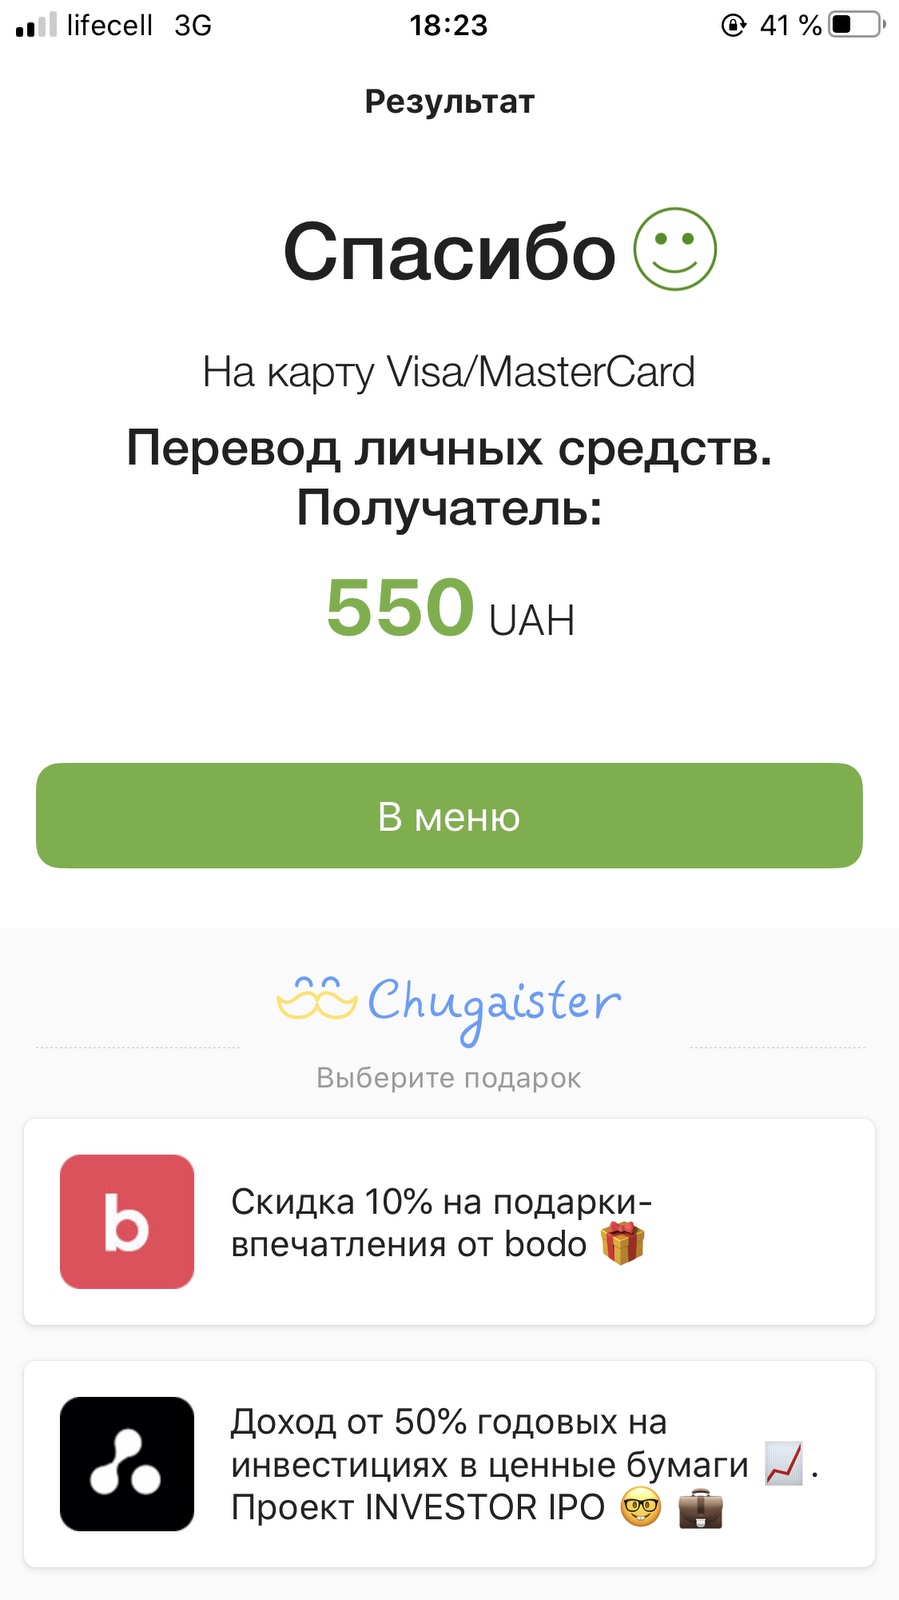 lifecell 3G 18:23 41 %
Результат
Спасибо
На карту Visa/MasterCard
Перевод личных средств.
Получатель:
550 UAH
В меню
Chugaister
Выберите подарок
b
Скидка 10% на подарки-
впечатления от bodo 🎁
Доход от 50% годовых на
инвестициях в ценные бумаги 📈.
Проект INVESTOR IPO 🤓 💼